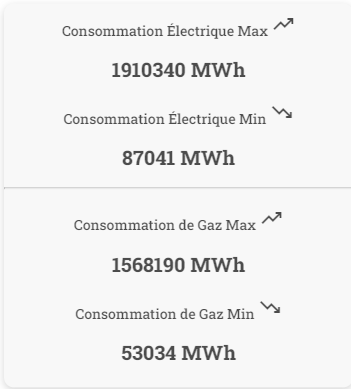 Consommation Électrique Max
1910340 MWh
Consommation Électrique Min
87041 MWh
Consommation de Gaz Max
1568190 MWh
Consommation de Gaz Min
53034 MWh